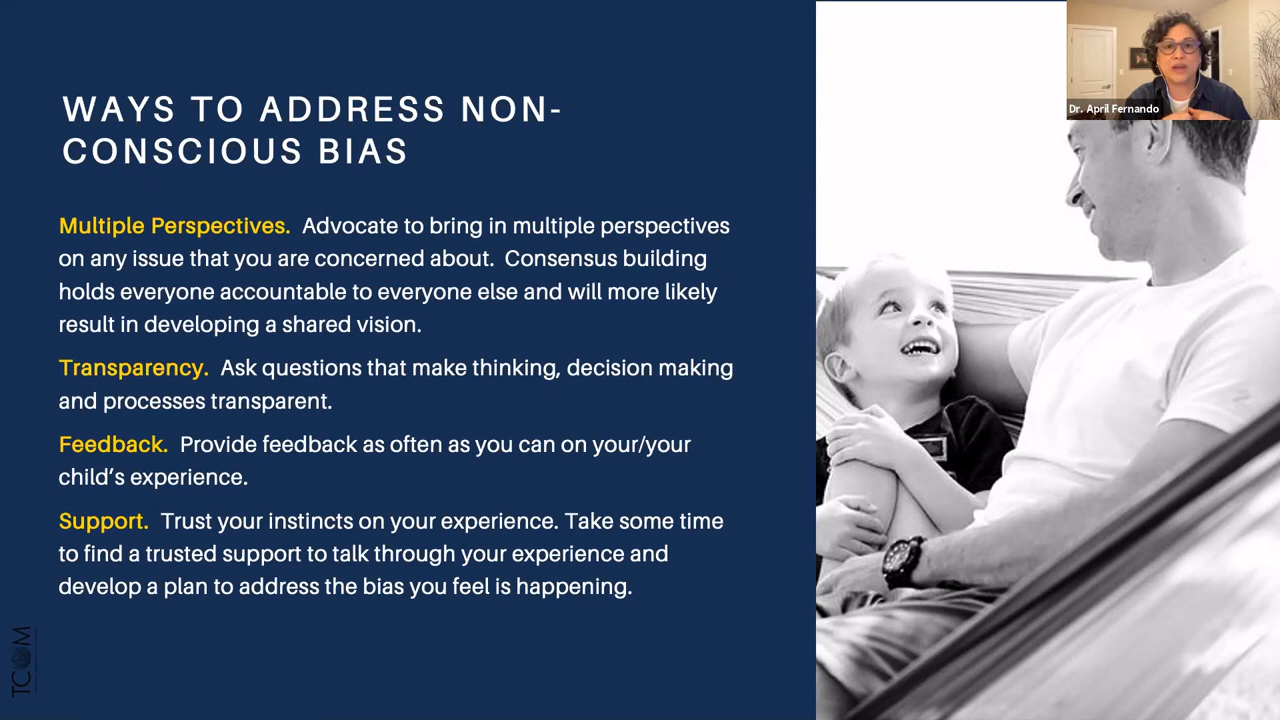 WAYS TO ADDRESS NON-
CONSCIOUS BIAS
Multiple Perspectives. Advocate to bring in multiple perspectives
on any issue that you are concerned about. Consensus building
holds everyone accountable to everyone else and will more likely
result in developing a shared vision.
Transparency. Ask questions that make thinking, decision making
and processes transparent.
Feedback. Provide feedback as often as you can on your/your
child’s experience.
Support. Trust your instincts on your experience. Take some time
to find a trusted support to talk through your experience and
develop a plan to address the bias you feel is happening.
TCOM
Dr. April Fernando